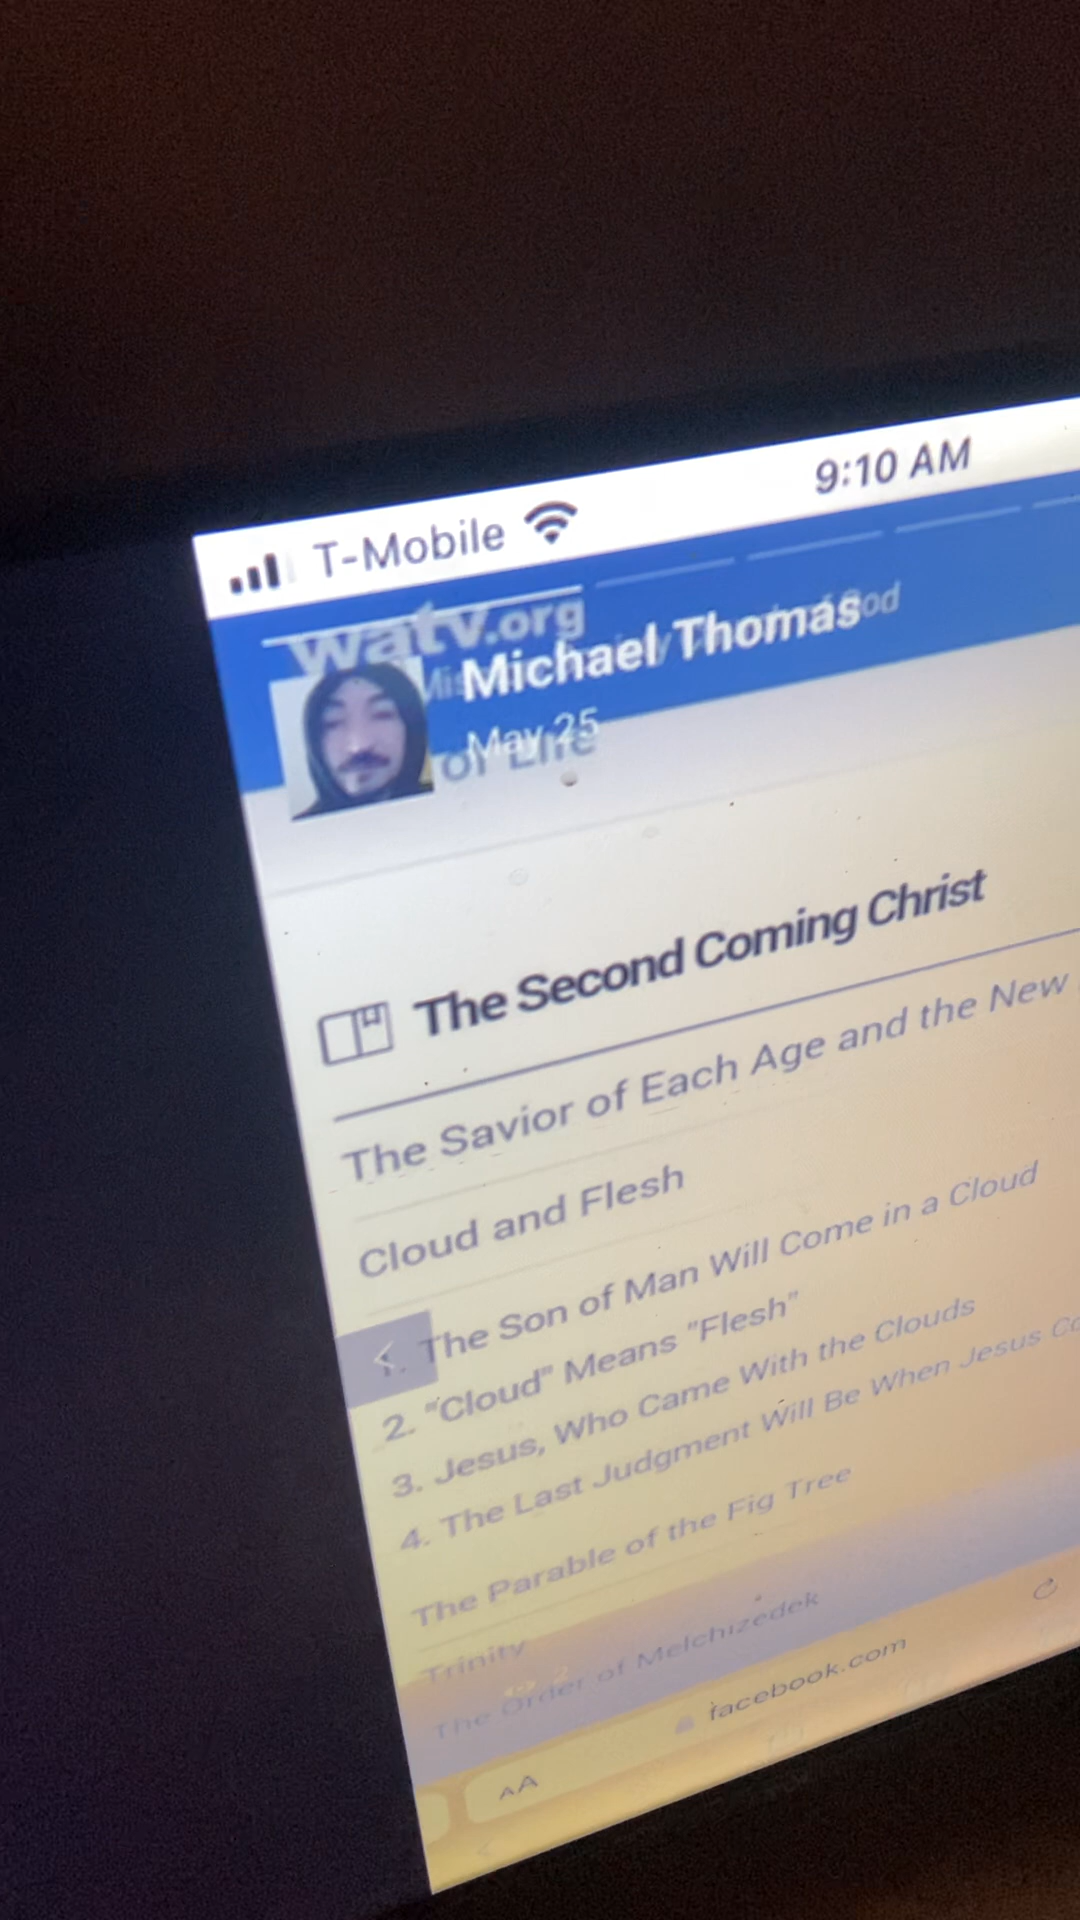 T-Mobile 9:10 AM
watv.org
Michael Thomas
May 25
of Life
The Second Coming Christ
The Savior of Each Age and the New
Cloud and Flesh
1. The Son of Man Will Come in a Cloud
2. "Cloud" Means "Flesh"
3. Jesus, Who Came With the Clouds
4. The Last Judgment Will Be When Jesus
The Parable of the Fig Tree
Trinity
The Order of Melchizedek
facebook.com
AA